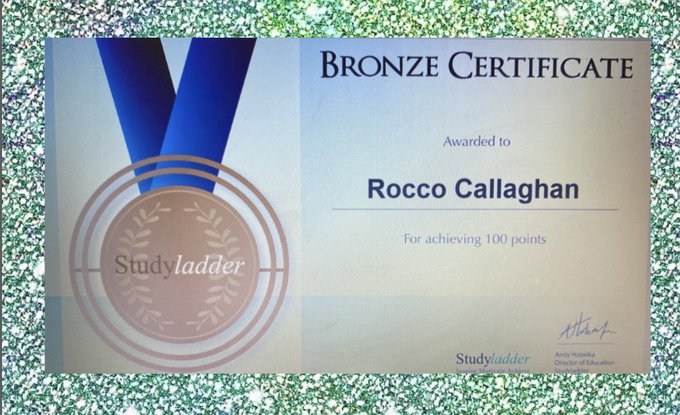 BRONZE CERTIFICATE
Awarded to
Rocco Callaghan
For achieving 100 points
Studyladder
Studyladder
Andy Hobelka
Director of Education